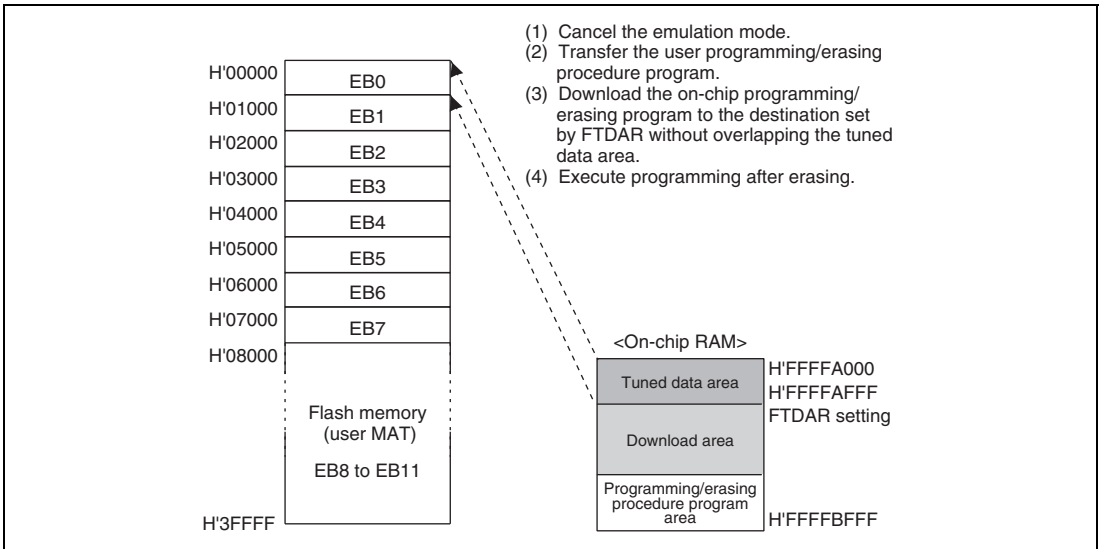 (1) Cancel the emulation mode.
(2) Transfer the user programming/erasing
procedure program.
(3) Download the on-chip programming/
erasing program to the destination set
by FTDAR without overlapping the tuned
data area.
(4) Execute programming after erasing.
H'00000
EB0
H'01000
EB1
H'02000
EB2
H'03000
EB3
H'04000
EB4
H'05000
EB5
H'06000
EB6
H'07000
EB7
H'08000
Flash memory
(user MAT)
EB8 to EB11
H'3FFFF
<On-chip RAM>
H'FFFFA000
Tuned data area
H'FFFFAFFF
FTDAR setting
Download area
Programming/erasing
procedure program
area
H'FFFFBFFF